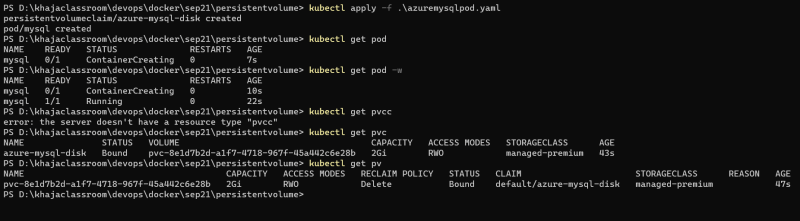 PS D:\khajaclassroom\devops\docker\sep21\persistentvolume> kubectl apply -f .\azuremysqlpod.yaml
persistentvolumeclaim/azure-mysql-disk created
pod/mysql created
PS D:\khajaclassroom\devops\docker\sep21\persistentvolume> kubectl get pod
NAME READY STATUS RESTARTS AGE
mysql 0/1 ContainerCreating 0 7s
PS D:\khajaclassroom\devops\docker\sep21\persistentvolume> kubectl get pod -w
NAME READY STATUS RESTARTS AGE
mysql 0/1 ContainerCreating 0 10s
mysql 1/1 Running 0 22s
PS D:\khajaclassroom\devops\docker\sep21\persistentvolume> kubectl get pvcc
error: the server doesn't have a resource type "pvcc"
PS D:\khajaclassroom\devops\docker\sep21\persistentvolume> kubectl get pvc
NAME STATUS VOLUME CAPACITY ACCESS MODES STORAGECLASS AGE
azure-mysql-disk Bound pvc-8e1d7b2d-a1f7-4718-967f-45a442c6e28b 2Gi RWO managed-premium 43s
PS D:\khajaclassroom\devops\docker\sep21\persistentvolume> kubectl get pv
NAME CAPACITY ACCESS MODES RECLAIM POLICY STATUS CLAIM STORAGECLASS REASON AGE
pvc-8e1d7b2d-a1f7-4718-967f-45a442c6e28b 2Gi RWO Delete Bound default/azure-mysql-disk managed-premium 47s
PS D:\khajaclassroom\devops\docker\sep21\persistentvolume>